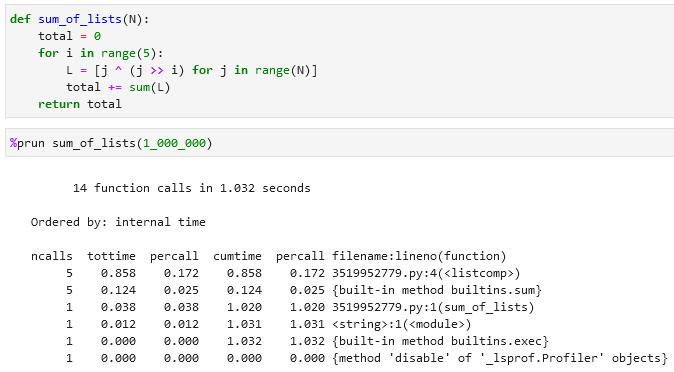 def sum_of_lists(N):
    total = 0
    for i in range(5):
        L = [j ^ (j >> i) for j in range(N)]
        total += sum(L)
    return total
%prun sum_of_lists(1_000_000)
         14 function calls in 1.032 seconds
   Ordered by: internal time
   ncalls  tottime  percall  cumtime  percall filename:lineno(function)
        5    0.858    0.172    0.858    0.172 3519952779.py:4(<listcomp>)
        5    0.124    0.025    0.124    0.025 {built-in method builtins.sum}
        1    0.038    0.038    1.020    1.020 3519952779.py:1(sum_of_lists)
        1    0.012    0.012    1.031    1.031 <string>:1(<module>)
        1    0.000    0.000    1.032    1.032 {built-in method builtins.exec}
        1    0.000    0.000    0.000    0.000 {method 'disable' of '_lsprof.Profiler' objects}